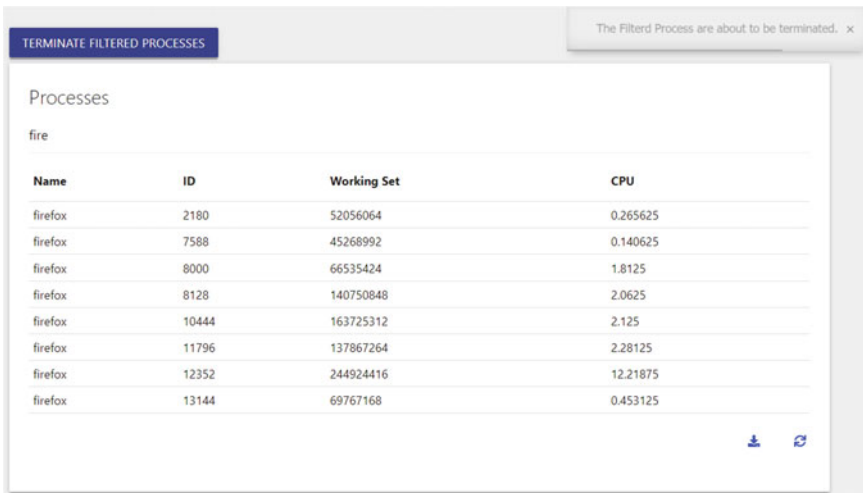 The Filterd Process are about to be terminated. ×
TERMINATE FILTERED PROCESSES
Processes
fire
Name ID Working Set CPU
firefox 2180 52056064 0.265625
firefox 7588 45268992 0.140625
firefox 8000 66535424 1.8125
firefox 8128 140750848 2.0625
firefox 10444 163725312 2.125
firefox 11796 137867264 2.28125
firefox 12352 244924416 12.21875
firefox 13144 69767168 0.453125